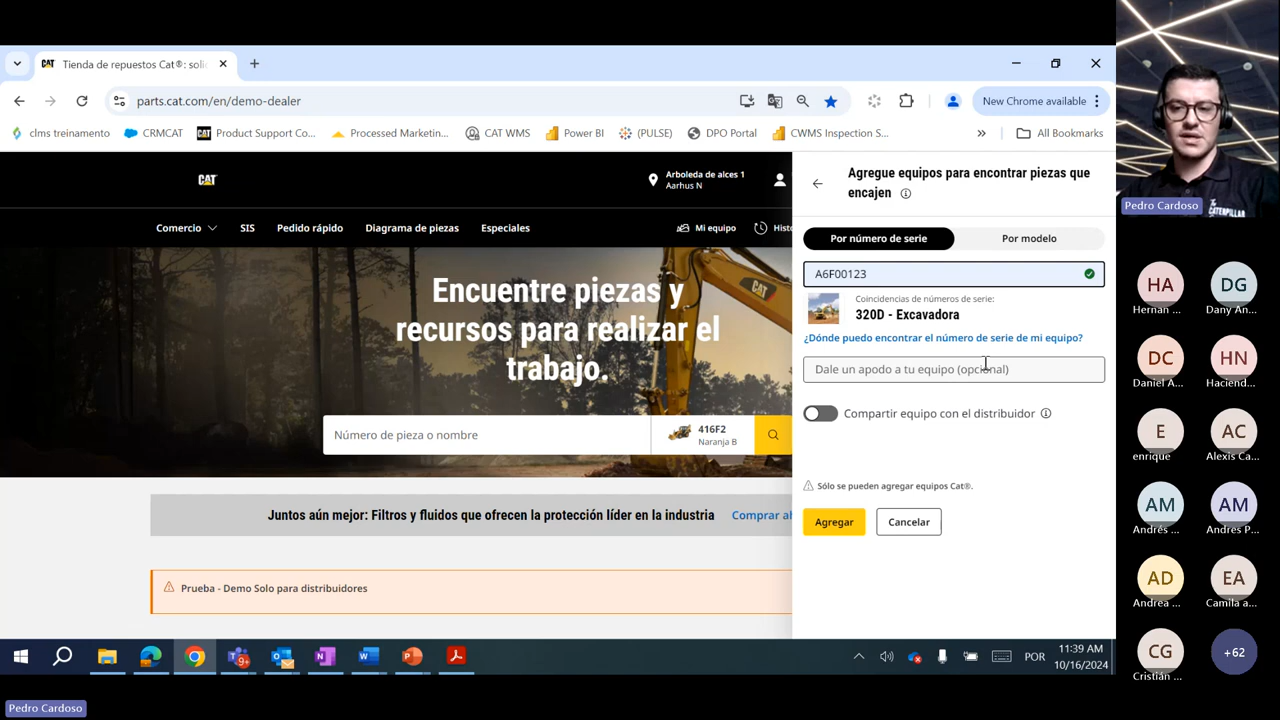 CAT Tienda de repuestos Cat®: soli
parts.cat.com/en/demo-dealer
New Chrome available
clms treinamento
CRMCAT
CAT Product Support Co...
Processed Marketin...
CAT WMS
Power BI
(PULSE)
DPO Portal
CWMS Inspection S...
»
All Bookmarks
CAT
Arboleda de alces 1
Aarhus N
Comercio
SIS
Pedido rápido
Diagrama de piezas
Especiales
Mi equipo
Histo
Encuentre piezas y
recursos para realizar el
trabajo.
CAT
Número de pieza o nombre
416F2
Naranja B
Juntos aún mejor: Filtros y fluidos que ofrecen la protección líder en la industria
Comprar ah
Prueba - Demo Solo para distribuidores
Agregue equipos para encontrar piezas que
encajen
Por número de serie
Por modelo
A6F00123
Coincidencias de números de serie:
320D - Excavadora
¿Dónde puedo encontrar el número de serie de mi equipo?
Dale un apodo a tu equipo (opcional)
Compartir equipo con el distribuidor
Sólo se pueden agregar equipos Cat®.
Agregar
Cancelar
9+
POR
11:39 AM
10/16/2024
Pedro Cardoso
CATERPILLAR
Pedro Cardoso
HA
Hernan ...
DG
Dany An...
DC
Daniel A...
HN
Haciend...
E
enrique
AC
Alexis Ca...
AM
Andrés ...
AM
Andres P...
AD
Andrea ...
EA
Camila a...
CG
Cristián ...
+62